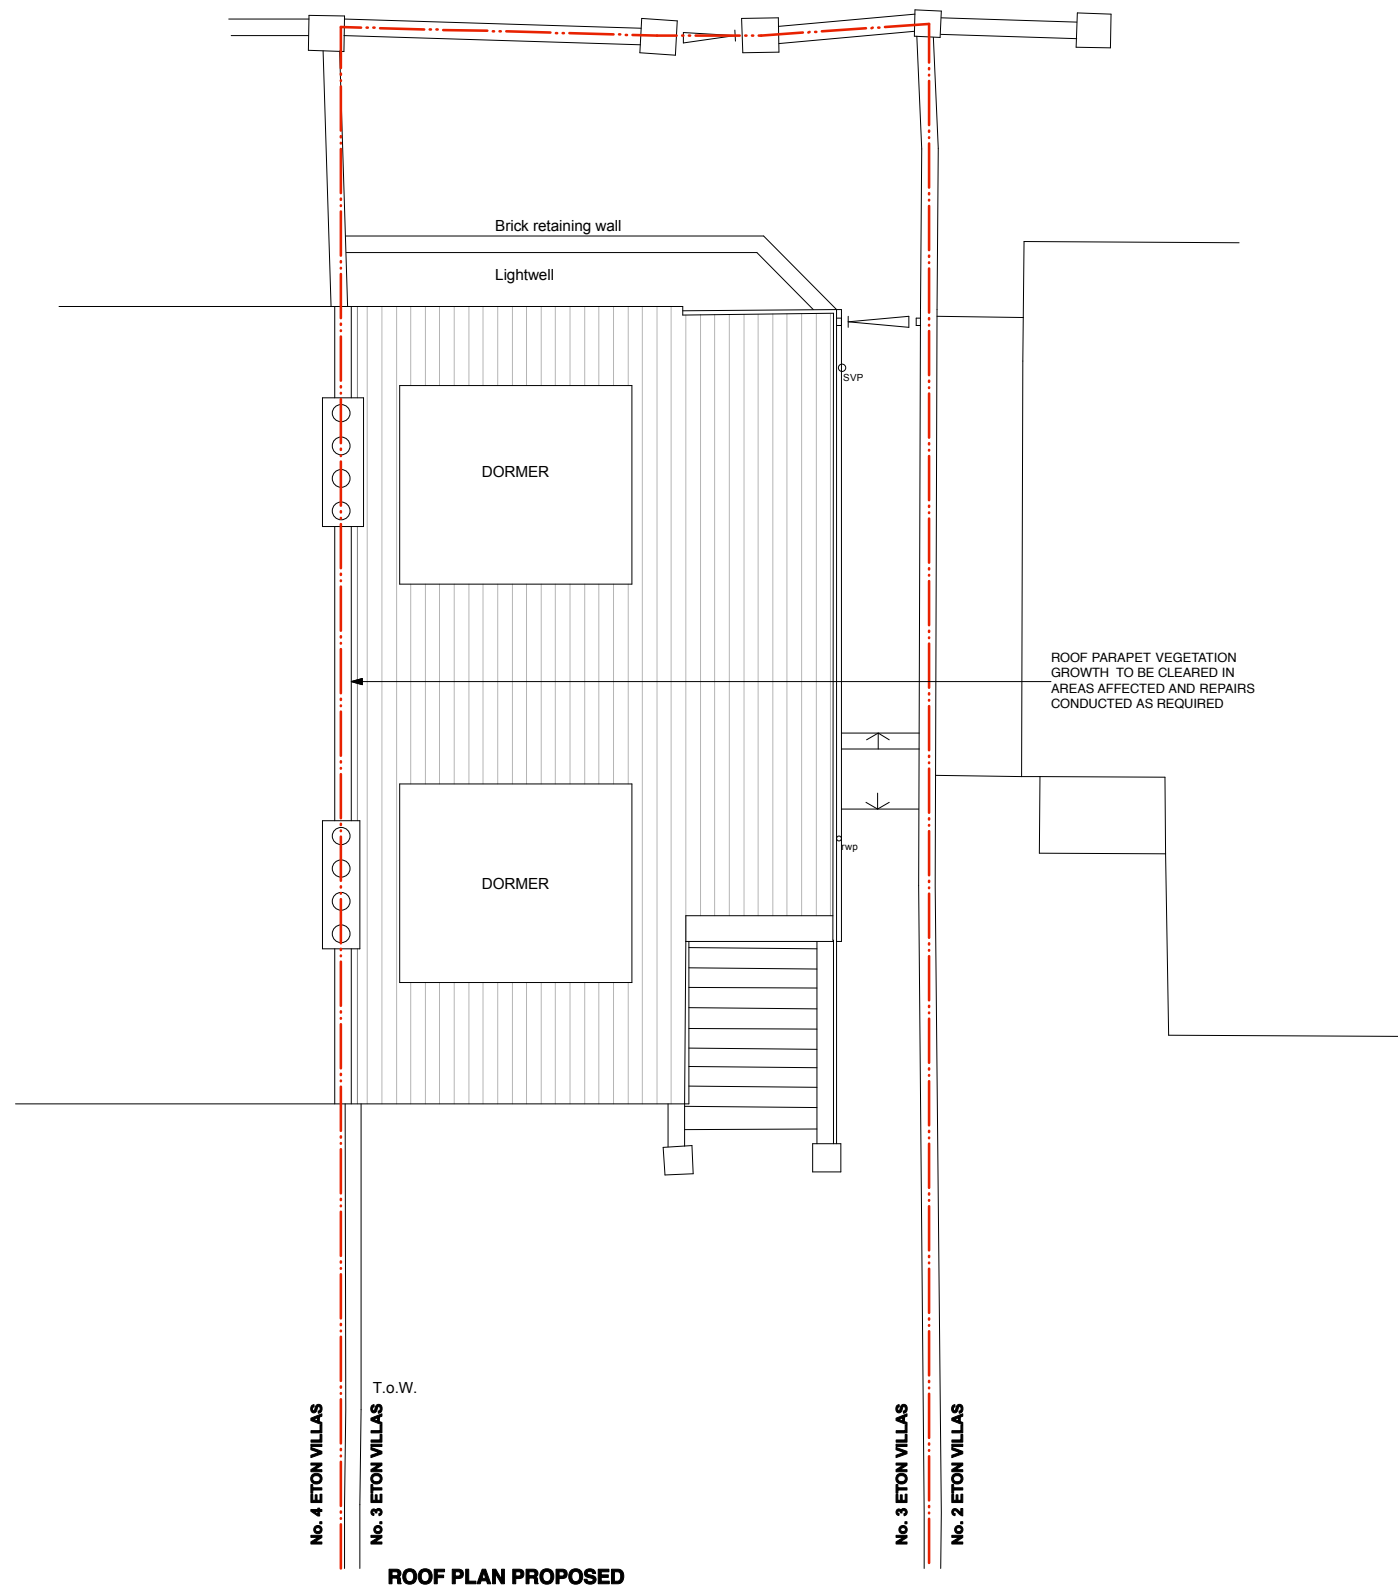 Brick retaining wall
Lightwell
SVP
DORMER
ROOF PARAPET VEGETATION
GROWTH TO BE CLEARED IN
AREAS AFFECTED AND REPAIRS
CONDUCTED AS REQUIRED
rwp
DORMER
T.o.W.
No. 4 ETON VILLAS
No. 3 ETON VILLAS
No. 3 ETON VILLAS
No. 2 ETON VILLAS
ROOF PLAN PROPOSED